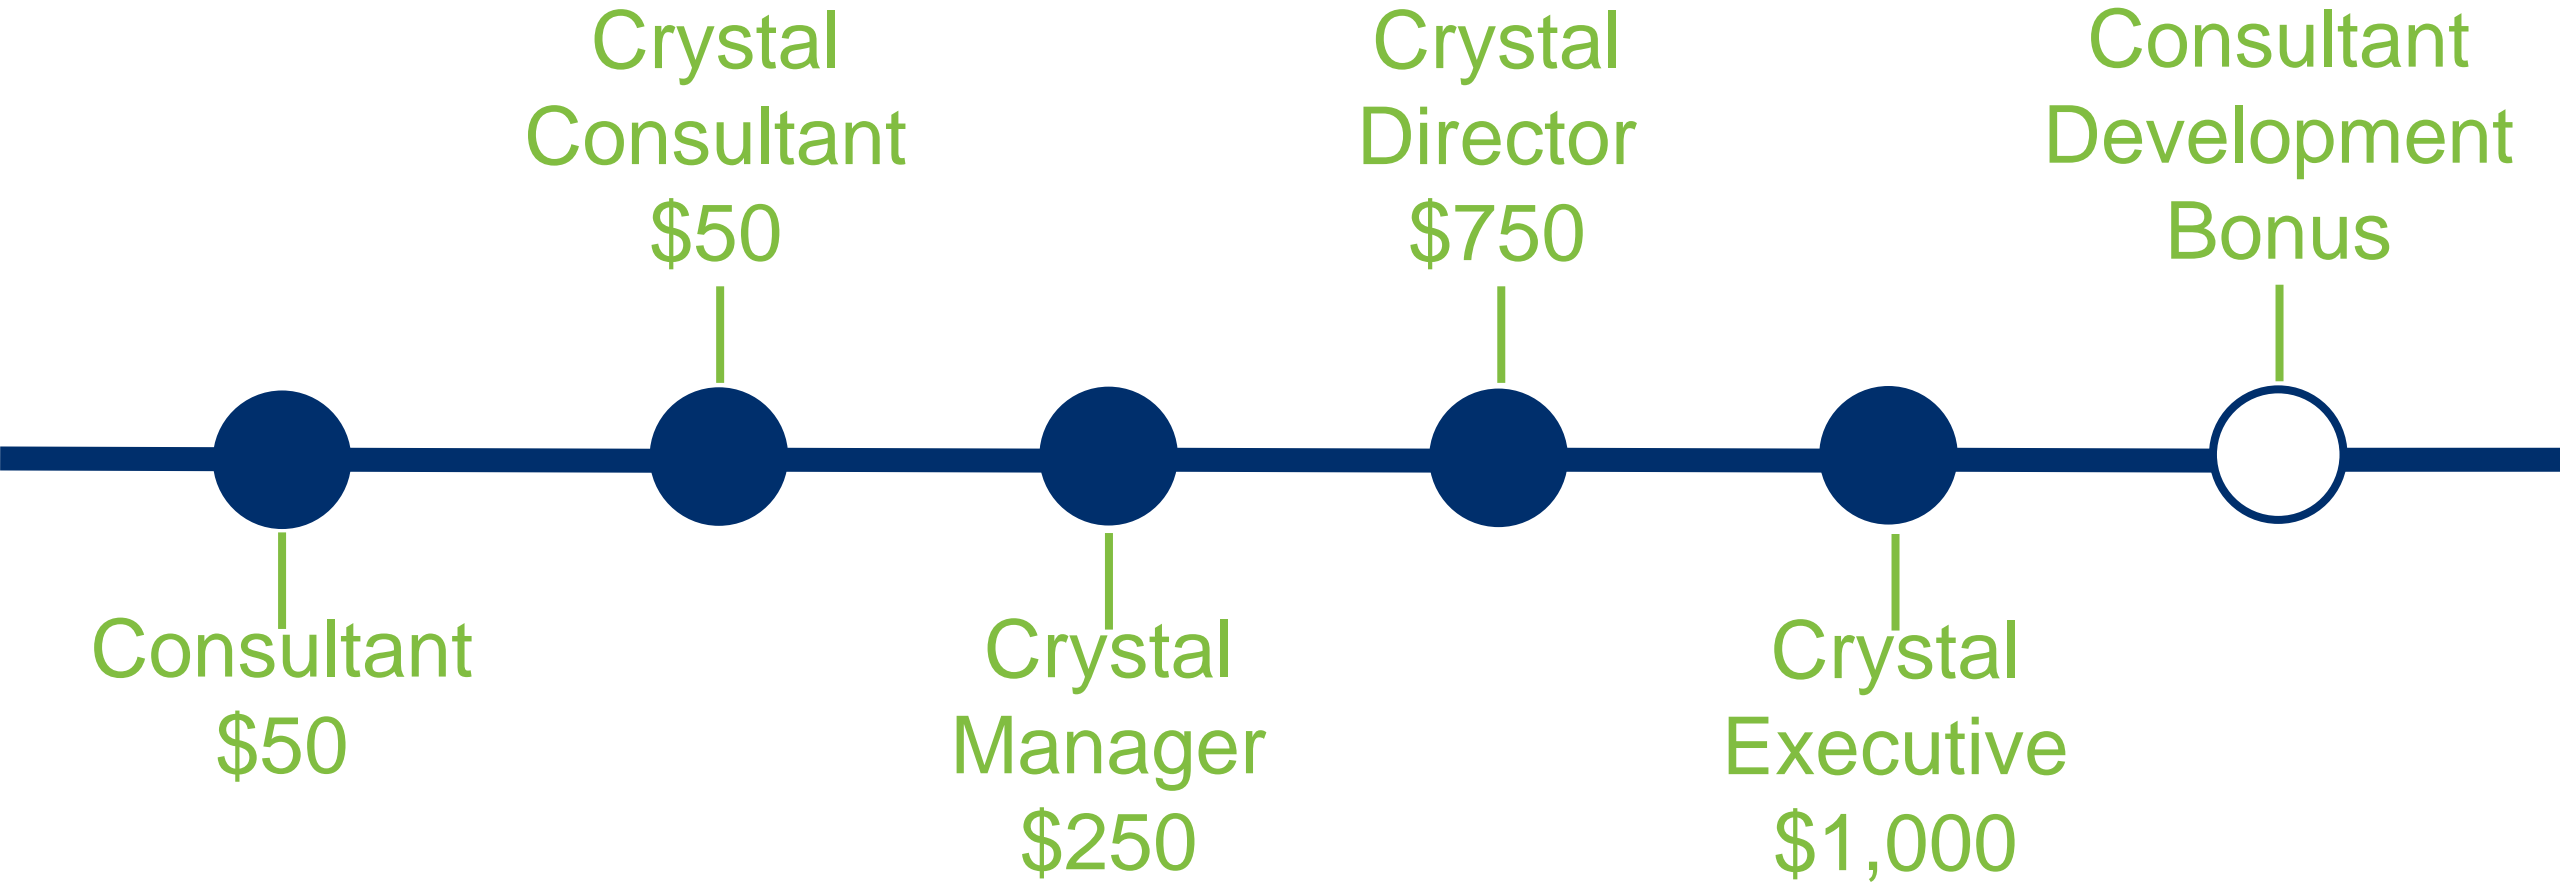 Crystal
Consultant
$50
Crystal
Director
$750
Consultant
Development
Bonus
Consultant
$50
Crystal
Manager
$250
Crystal
Executive
$1,000